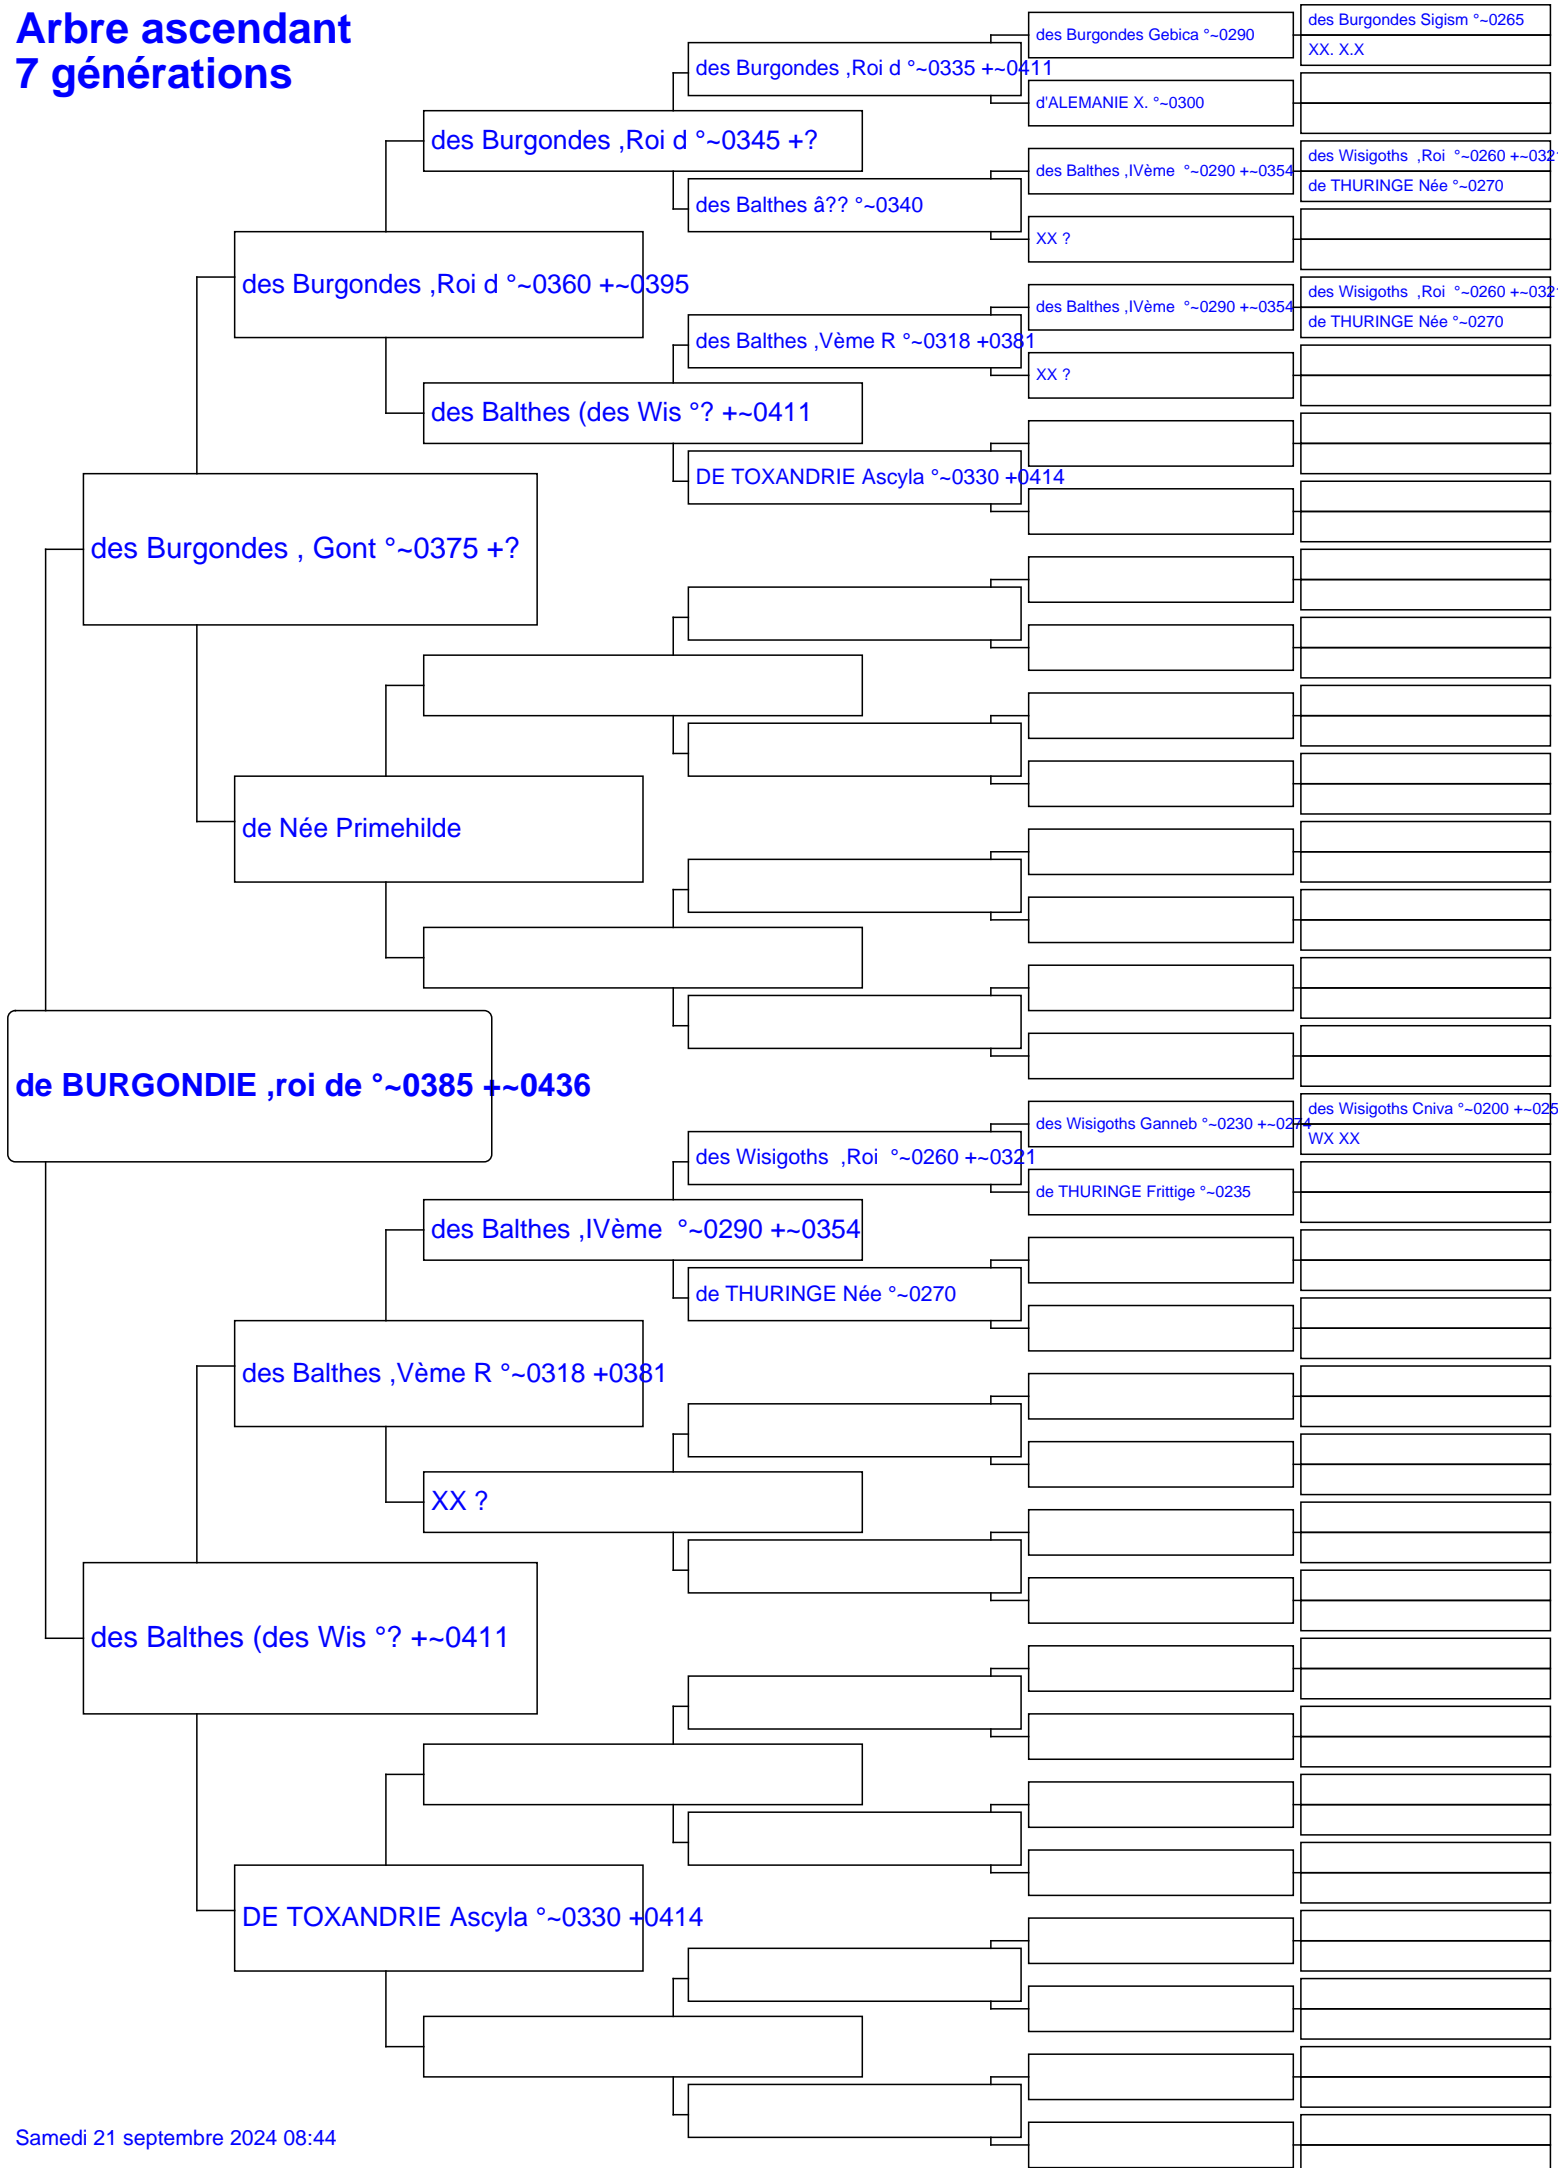 Arbre ascendant
7 générations
des Burgondes Sigism °~0265
des Burgondes Gebica °~0290
XX. X.X
des Burgondes ,Roi d °~0335 +~0411
d'ALEMANIE X. °~0300
des Burgondes ,Roi d °~0345 +?
des Wisigoths  ,Roi  °~0260 +~0321
des Balthes ,IVème  °~0290 +~0354
de THURINGE Née °~0270
des Balthes â?? °~0340
XX ?
des Burgondes ,Roi d °~0360 +~0395
des Wisigoths  ,Roi  °~0260 +~0321
des Balthes ,IVème  °~0290 +~0354
de THURINGE Née °~0270
des Balthes ,Vème R °~0318 +0381
XX ?
des Balthes (des Wis °? +~0411
DE TOXANDRIE Ascyla °~0330 +0414
des Burgondes , Gont °~0375 +?
de Née Primehilde
de BURGONDIE ,roi de °~0385 +~0436
des Wisigoths Cniva °~0200 +~025
des Wisigoths Ganneb °~0230 +~0274
WX XX
des Wisigoths  ,Roi  °~0260 +~0321
de THURINGE Frittige °~0235
des Balthes ,IVème  °~0290 +~0354
de THURINGE Née °~0270
des Balthes ,Vème R °~0318 +0381
XX ?
des Balthes (des Wis °? +~0411
DE TOXANDRIE Ascyla °~0330 +0414
Samedi 21 septembre 2024 08:44